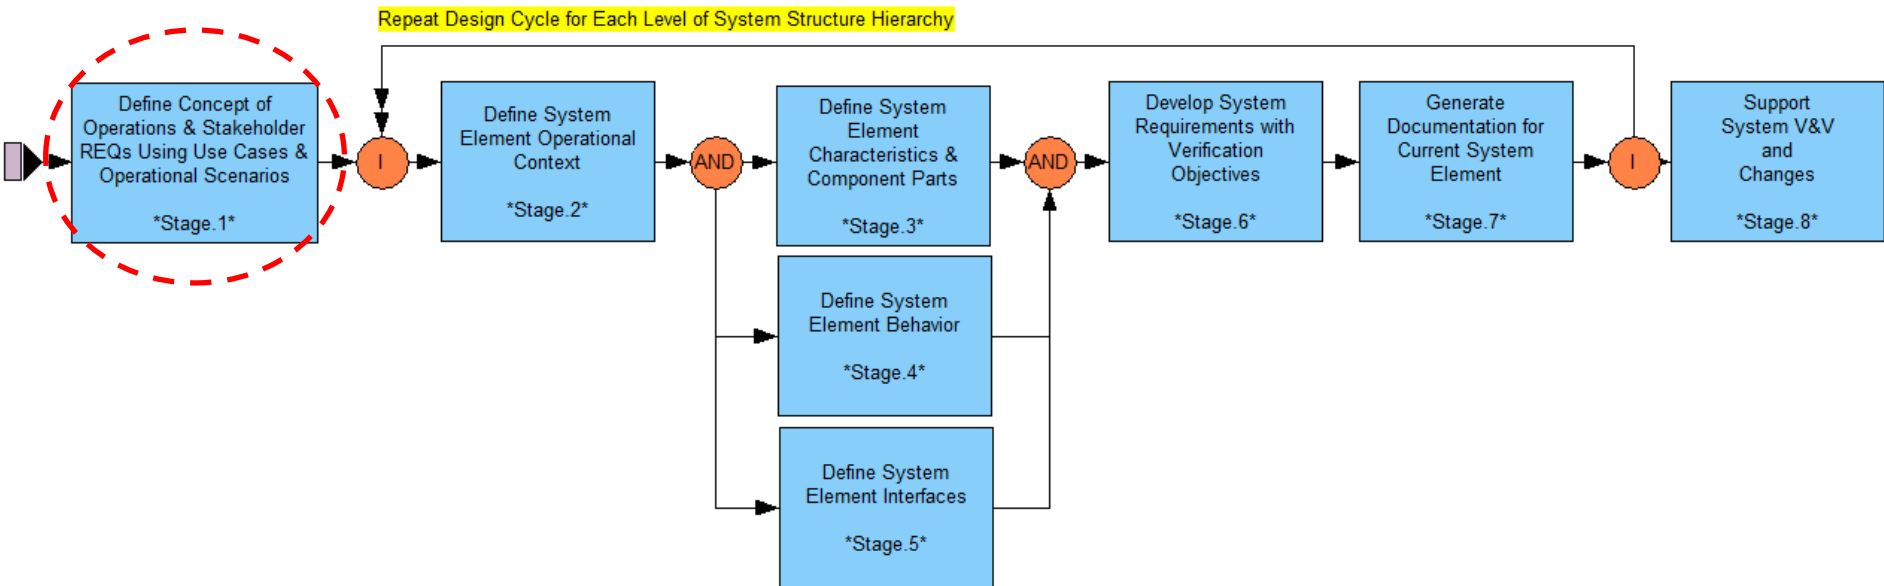 Repeat Design Cycle for Each Level of System Structure Hierarchy
Define Concept of
Operations & Stakeholder
REQs Using Use Cases &
Operational Scenarios
*Stage.1*
I
Define System
Element Operational
Context
*Stage.2*
AND
Define System
Element
Characteristics &
Component Parts
*Stage.3*
Define System
Element Behavior
*Stage.4*
Define System
Element Interfaces
*Stage.5*
AND
Develop System
Requirements with
Verification
Objectives
*Stage.6*
Generate
Documentation for
Current System
Element
*Stage.7*
I
Support
System V&V
and
Changes
*Stage.8*